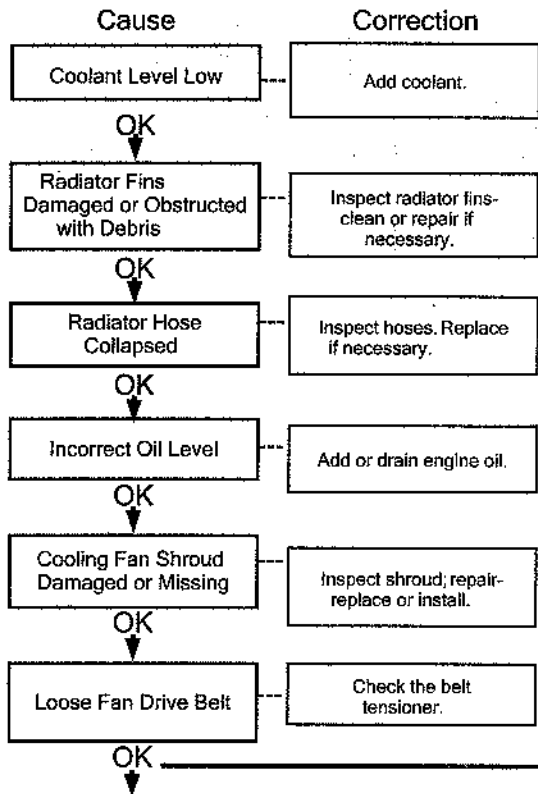 Cause
Correction
Coolant Level Low
Add coolant.
OK
Radiator Fins
Damaged or Obstructed
with Debris
Inspect radiator fins-
clean or repair if
necessary.
OK
Radiator Hose
Collapsed
Inspect hoses. Replace
if necessary.
OK
Incorrect Oil Level
Add or drain engine oil.
OK
Cooling Fan Shroud
Damaged or Missing
Inspect shroud; repair-
replace or install.
OK
Loose Fan Drive Belt
Check the belt
tensioner.
OK